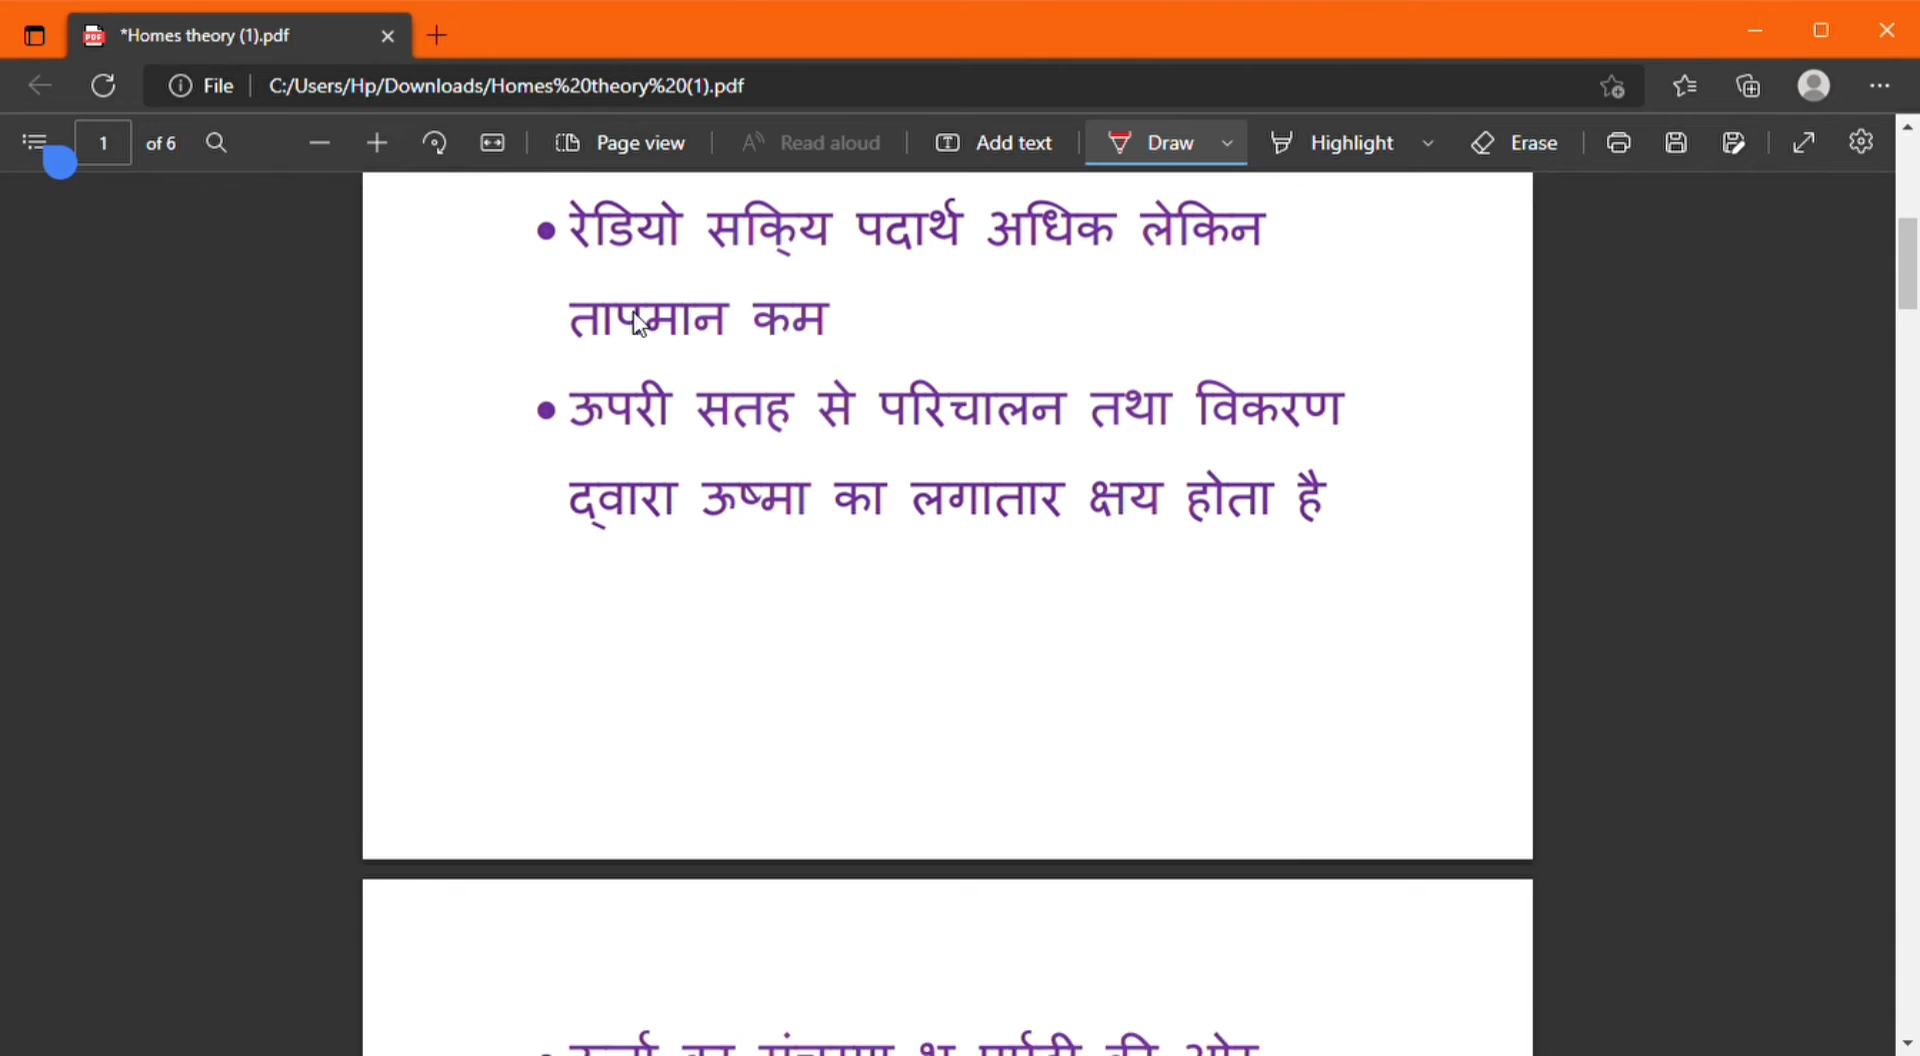 *Homes theory (1).pdf
File C:/Users/Hp/Downloads/Homes%20theory%20(1).pdf
1 of 6 Page view Read aloud Add text Draw Highlight Erase
• रेडियो सकि्य पदार्थ अधिक लेकिन
तापमान कम
• ऊपरी सतह से परिचालन तथा विकरण
द्वारा ऊष्मा का लगातार क्षय होता है